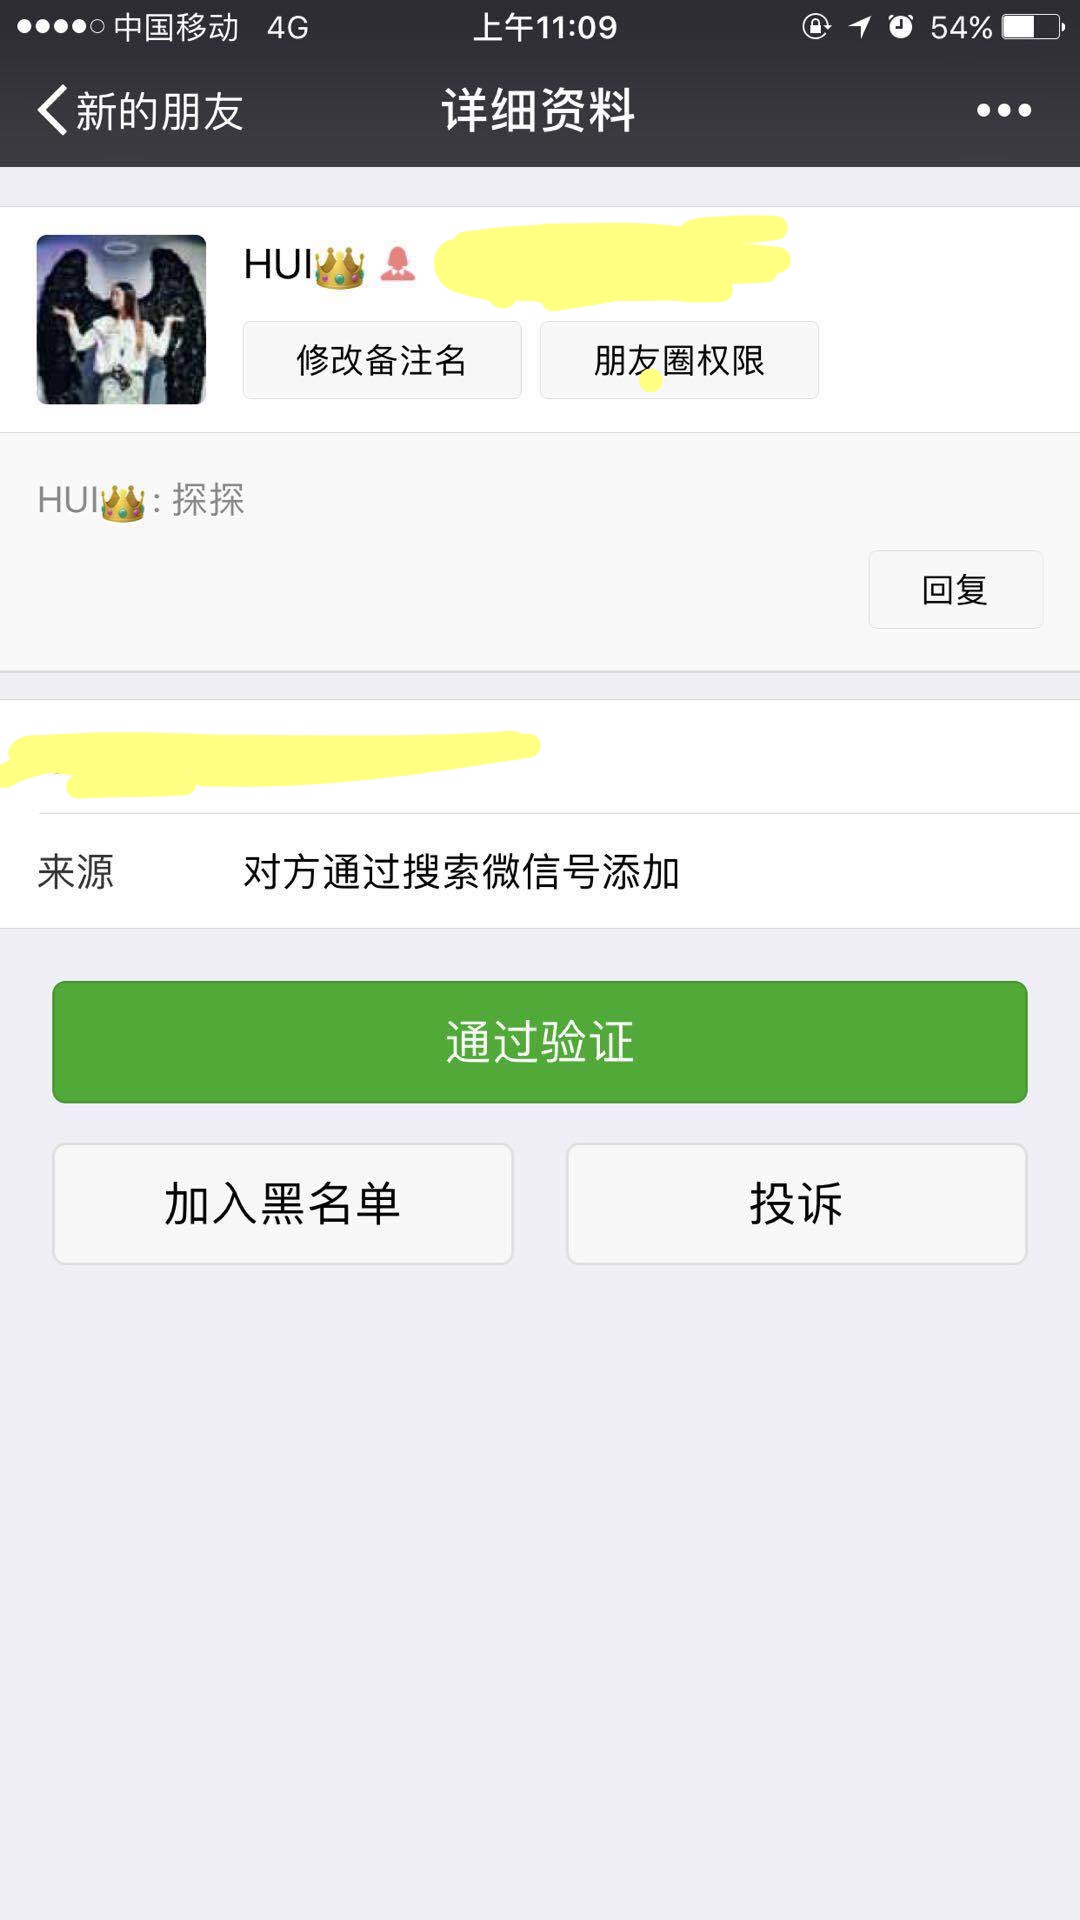 中国移动 4G 上午11:09 54%
新的朋友 详细资料
HUI👑
修改备注名 朋友圈权限
HUI👑: 探探
回复
来源 对方通过搜索微信号添加
通过验证
加入黑名单 投诉